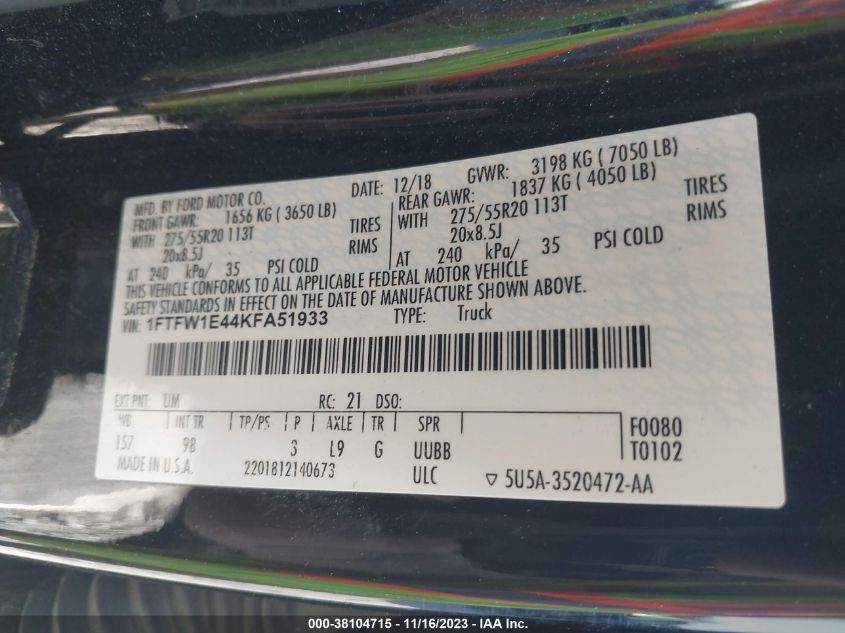 MFD. BY FORD MOTOR CO. DATE: 12/18 GVWR: 3198 KG ( 7050 LB)
FRONT GAWR: 1656 KG ( 3650 LB) REAR GAWR: 1837 KG ( 4050 LB)
WITH 275/55R20 113T TIRES WITH 275/55R20 113T TIRES
20x8.5J RIMS 20x8.5J RIMS
AT 240 kPa/ 35 PSI COLD AT 240 kPa/ 35 PSI COLD
THIS VEHICLE CONFORMS TO ALL APPLICABLE FEDERAL MOTOR VEHICLE
SAFETY STANDARDS IN EFFECT ON THE DATE OF MANUFACTURE SHOWN ABOVE.
VIN: 1FTFW1E44KFA51933 TYPE: Truck
EXT PNT: UM RC: 21 DSO:
WB INT TR TP/PS P AXLE TR SPR F0080
157 9B 3 L9 G UUBB T0102
MADE IN U.S.A. 2201812140673 ULC ▽ 5U5A-3520472-AA
000-38104715 - 11/16/2023 - IAAI Inc.